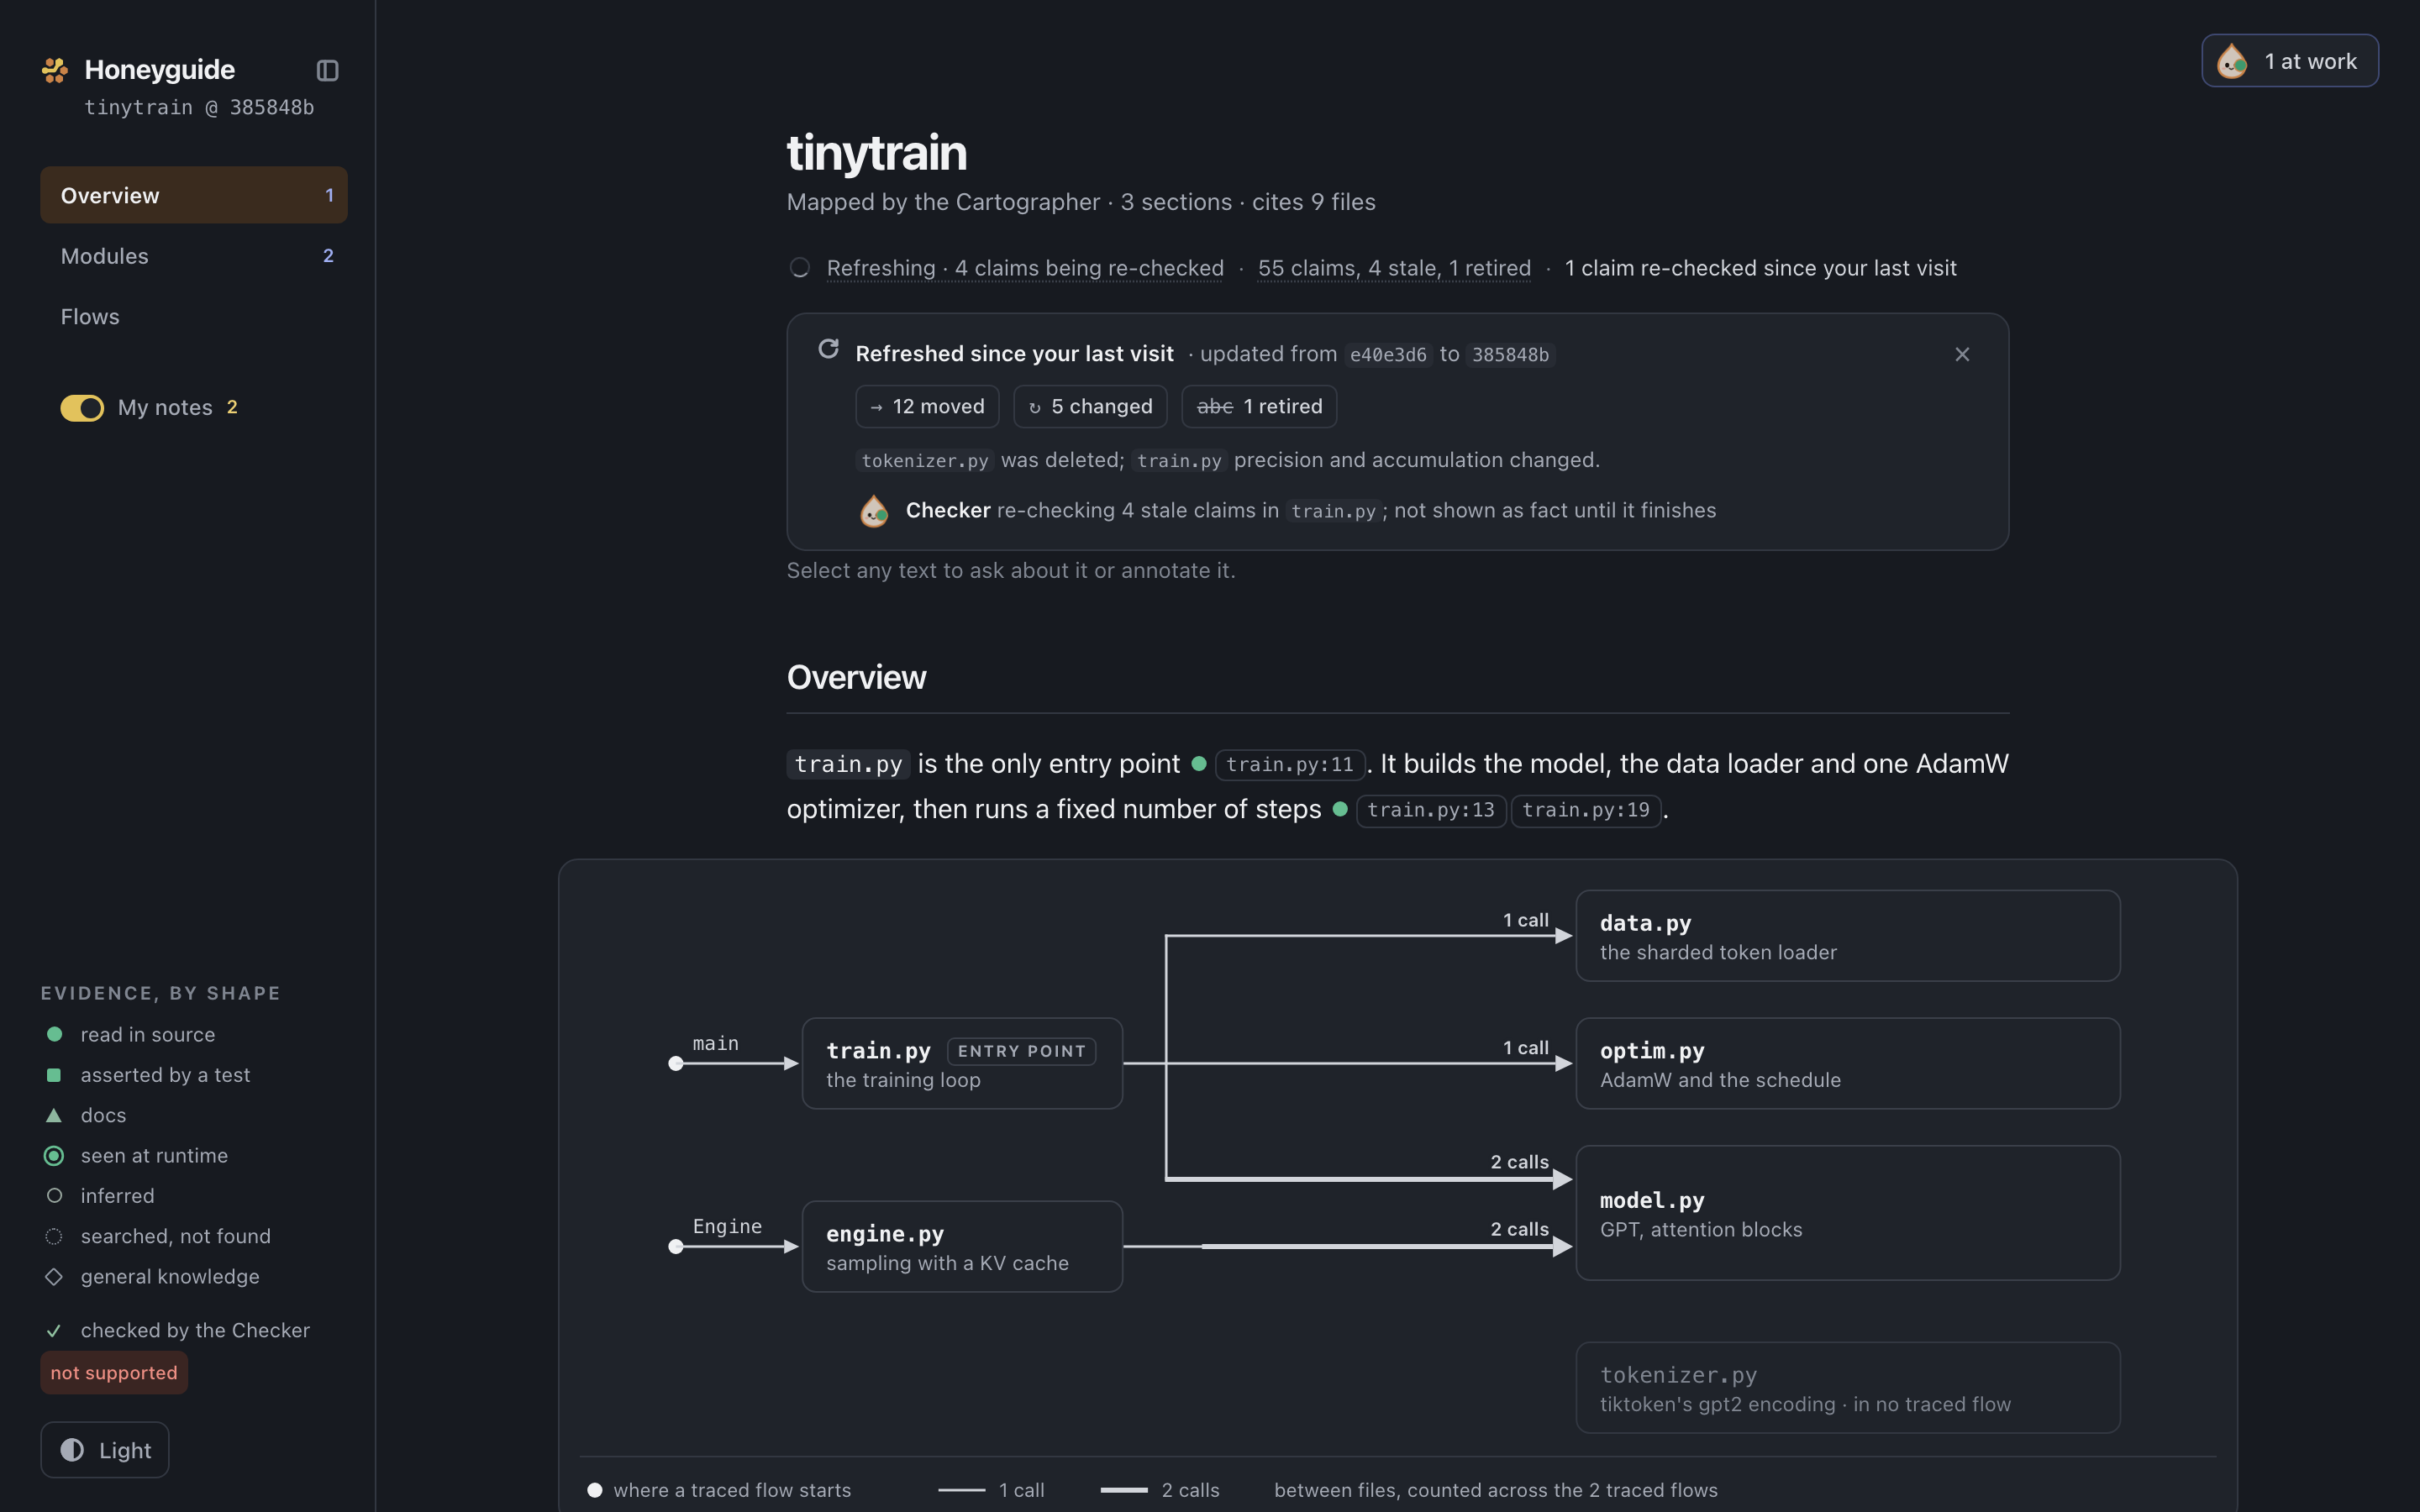 Honeyguide
tinytrain @ 385848b
Overview 1
Modules 2
Flows
My notes 2
EVIDENCE, BY SHAPE
read in source
asserted by a test
docs
seen at runtime
inferred
searched, not found
general knowledge
checked by the Checker
not supported
Light
1 at work
tinytrain
Mapped by the Cartographer · 3 sections · cites 9 files
Refreshing · 4 claims being re-checked · 55 claims, 4 stale, 1 retired · 1 claim re-checked since your last visit
Refreshed since your last visit · updated from e40e3d6 to 385848b
→ 12 moved ↻ 5 changed abc 1 retired
tokenizer.py was deleted; train.py precision and accumulation changed.
Checker re-checking 4 stale claims in train.py; not shown as fact until it finishes
Select any text to ask about it or annotate it.
Overview
train.py is the only entry point train.py:11. It builds the model, the data loader and one AdamW
optimizer, then runs a fixed number of steps train.py:13 train.py:19.
1 call
data.py
the sharded token loader
main
train.py ENTRY POINT
the training loop
1 call
optim.py
AdamW and the schedule
2 calls
Engine
engine.py
sampling with a KV cache
2 calls
model.py
GPT, attention blocks
tokenizer.py
tiktoken's gpt2 encoding · in no traced flow
where a traced flow starts 1 call 2 calls between files, counted across the 2 traced flows